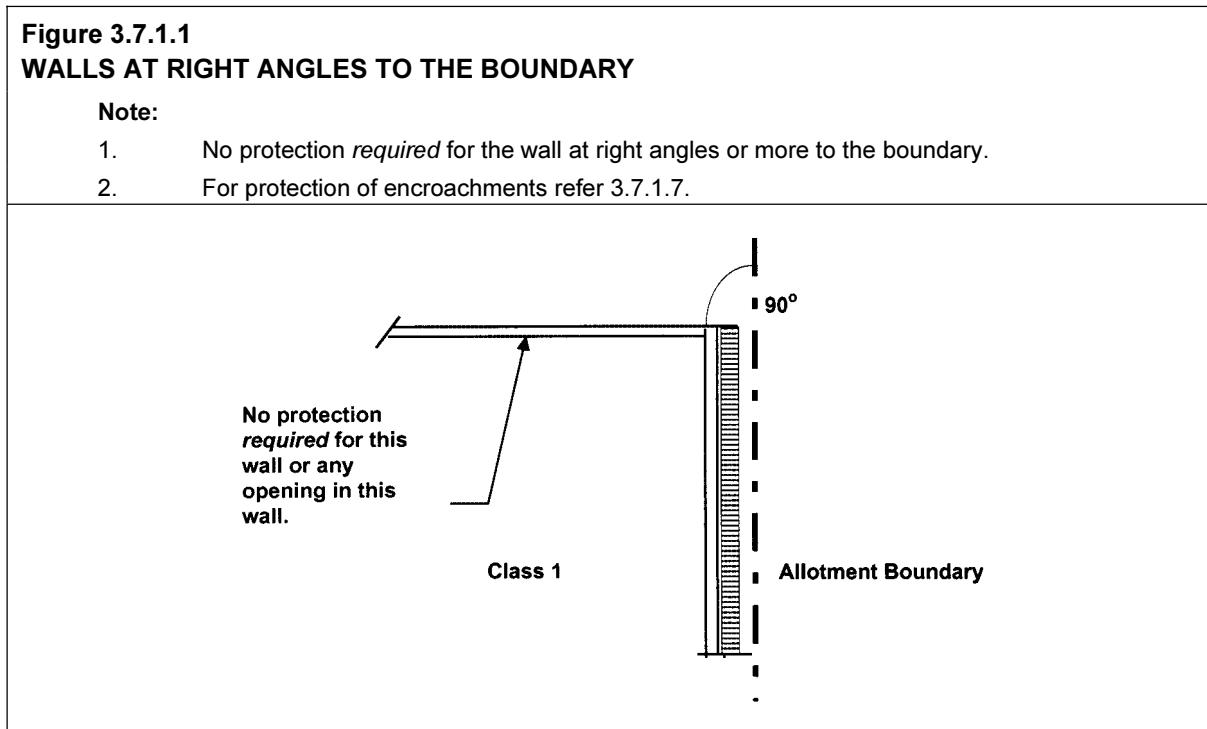 Figure 3.7.1.1
WALLS AT RIGHT ANGLES TO THE BOUNDARY
Note:
1. No protection required for the wall at right angles or more to the boundary.
2. For protection of encroachments refer 3.7.1.7.
90°
No protection
required for this
wall or any
opening in this
wall.
Class 1
Allotment Boundary